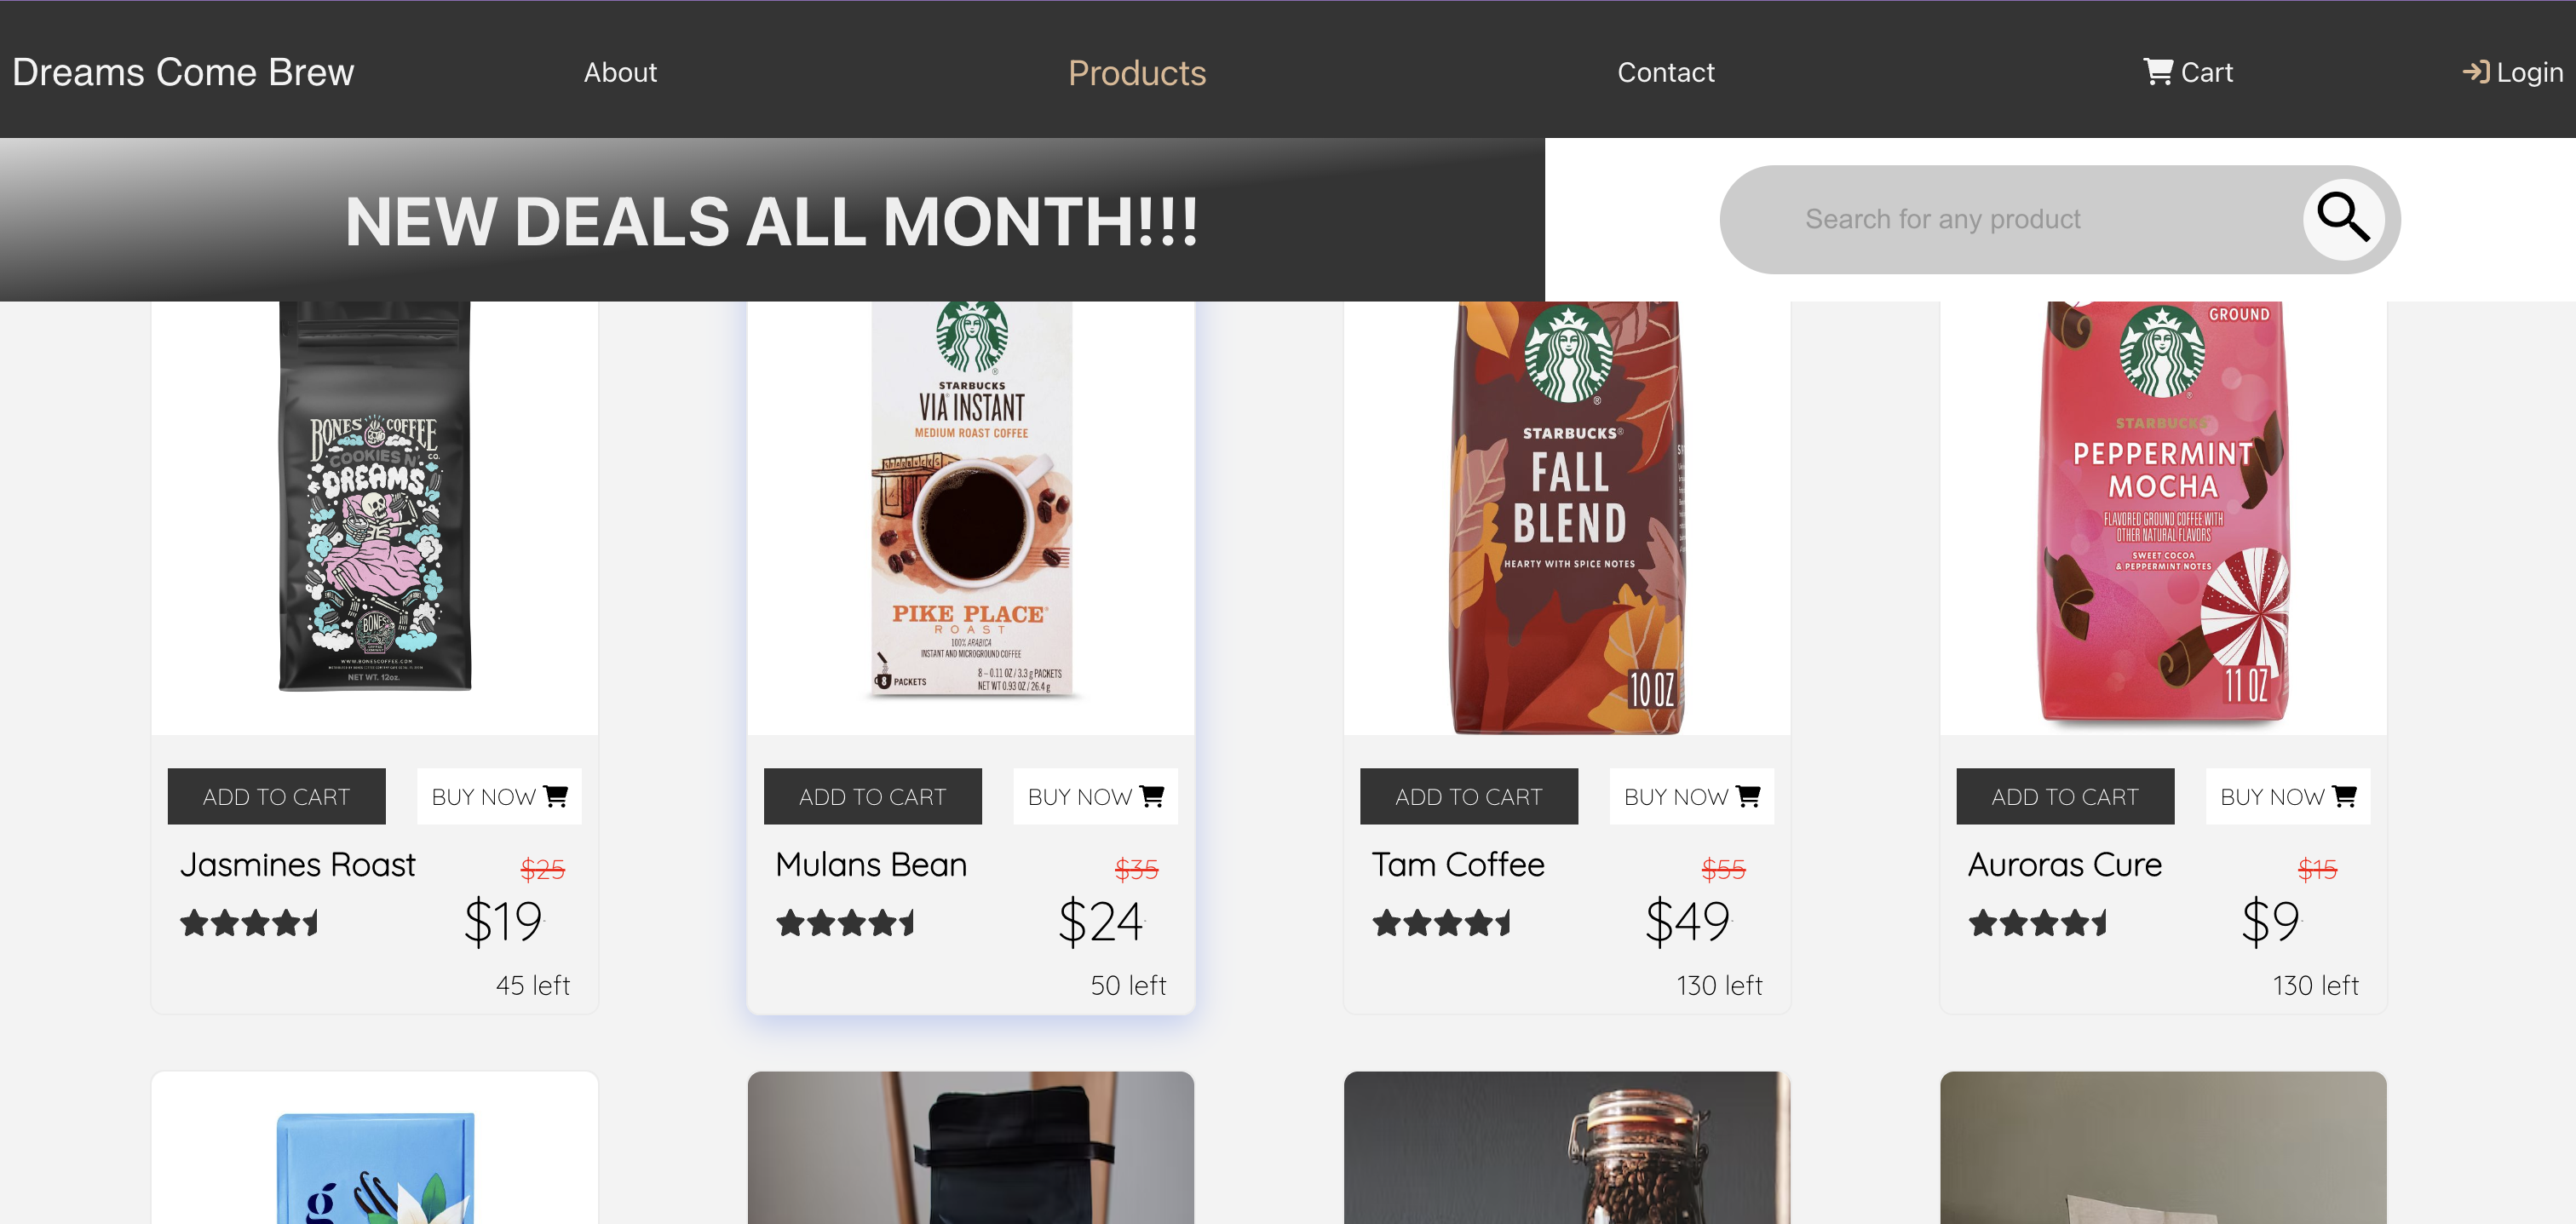 Dreams Come Brew
About
Products
Contact
Cart
Login
NEW DEALS ALL MONTH!!!
Search for any product
BONES COFFEE CO.
COOKIES N'
DREAMS
BONES
WWW.BONESCOFFEE.COM
NET WT. 12oz.
ADD TO CART
BUY NOW
Jasmines Roast
$25
$19
45 left
STARBUCKS
VIA INSTANT
MEDIUM ROAST COFFEE
PIKE PLACE®
ROAST
100% ARABICA
INSTANT AND MICROGROUND COFFEE
8 PACKETS
8 – 0.11 OZ / 3.3 g PACKETS
NET WT 0.93 OZ / 26.4 g
ADD TO CART
BUY NOW
Mulans Bean
$35
$24
50 left
STARBUCKS®
FALL
BLEND
HEARTY WITH SPICE NOTES
10 OZ
ADD TO CART
BUY NOW
Tam Coffee
$55
$49
130 left
GROUND
STARBUCKS
PEPPERMINT
MOCHA
FLAVORED GROUND COFFEE WITH
OTHER NATURAL FLAVORS
SWEET COCOA
& PEPPERMINT NOTES
11 OZ
ADD TO CART
BUY NOW
Auroras Cure
$15
$9
130 left